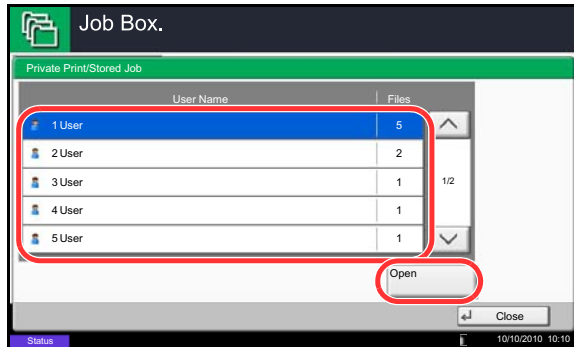 Job Box.
Private Print/Stored Job
User Name Files
1 User 5
2 User 2
3 User 1
4 User 1
5 User 1
1/2
Open
Close
Status 10/10/2010 10:10